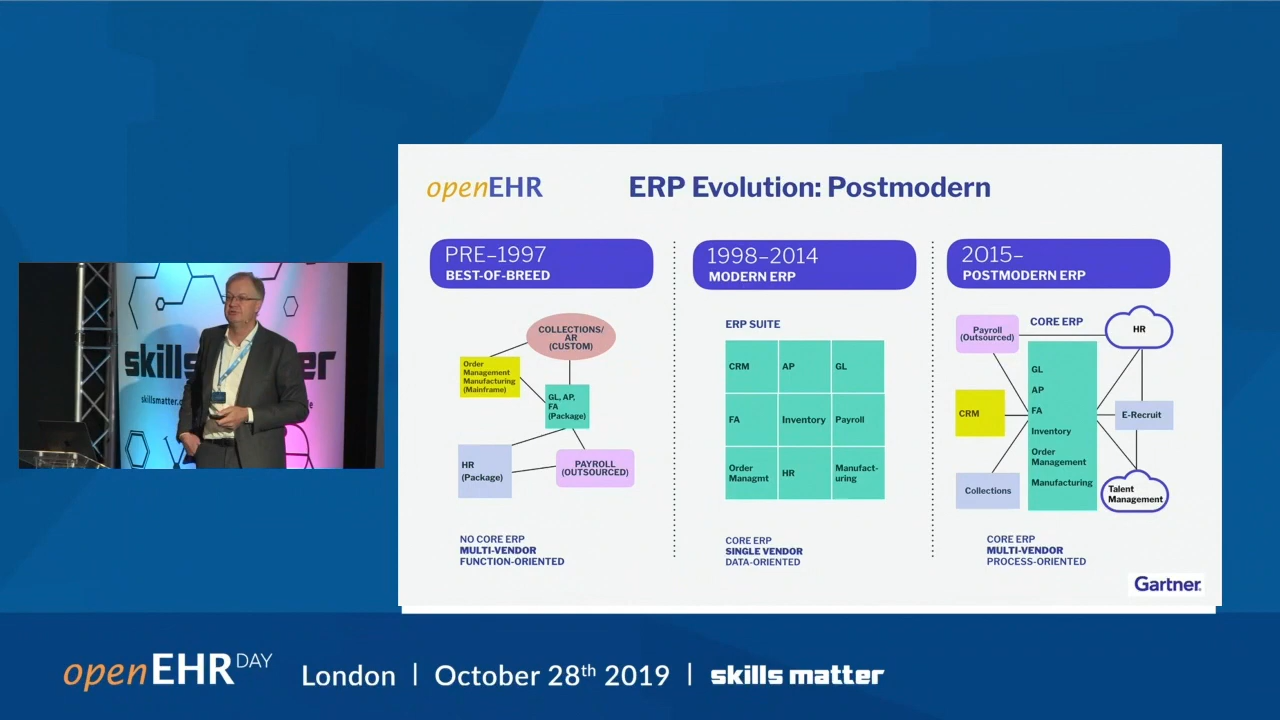 openEHR
ERP Evolution: Postmodern
PRE–1997
BEST-OF-BREED
COLLECTIONS/
AR
(CUSTOM)
Order
Management
Manufacturing
(Mainframe)
GL, AP,
FA
(Package)
HR
(Package)
PAYROLL
(OUTSOURCED)
NO CORE ERP
MULTI-VENDOR
FUNCTION-ORIENTED
1998–2014
MODERN ERP
ERP SUITE
CRM
AP
GL
FA
Inventory
Payroll
Order
Managmt
HR
Manufact-
uring
CORE ERP
SINGLE VENDOR
DATA-ORIENTED
2015–
POSTMODERN ERP
Payroll
(Outsourced)
CORE ERP
HR
GL
AP
FA
Inventory
Order
Management
Manufacturing
CRM
E-Recruit
Collections
Talent
Management
CORE ERP
MULTI-VENDOR
PROCESS-ORIENTED
Gartner.
skills matter
openEHR DAY
London | October 28th 2019 | skills matter